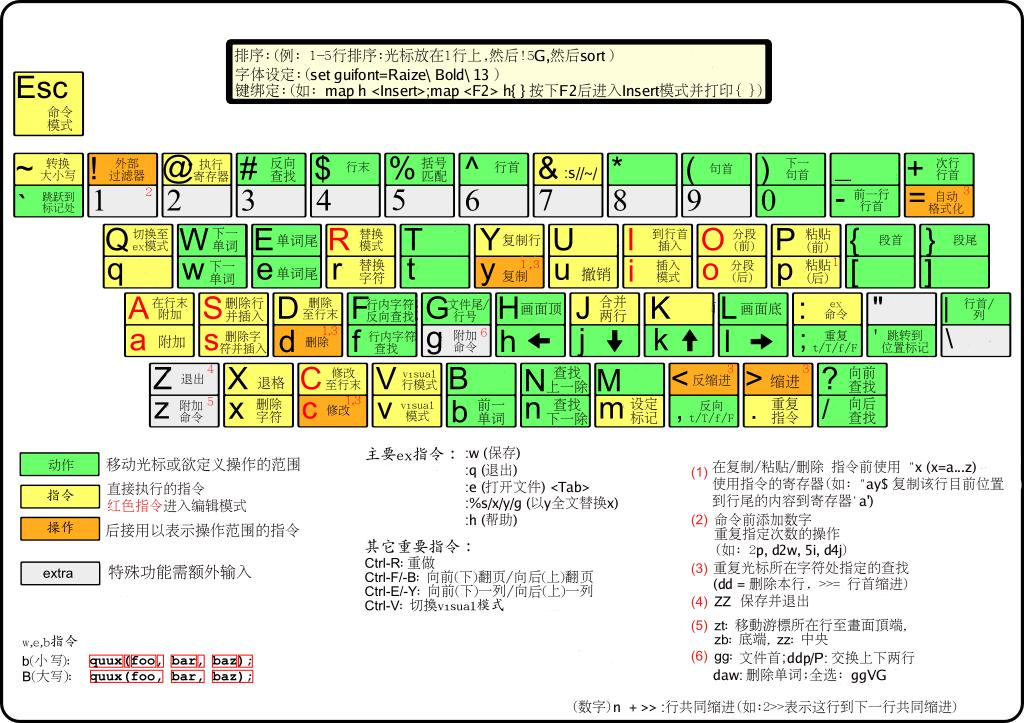 排序:(例: 1-5行排序:光标放在1行上,然后!5G,然后sort )
字体设定:(set guifont=Raize\ Bold\ 13 )
键绑定:(如: map h <Insert>;map <F2> h{ } 按下F2后进入Insert模式并打印{ })
Esc 命令模式
~ 转换大小写 ! 外部过滤器 @ 执行寄存器 # 反向查找 $ 行末 % 括号匹配 ^ 行首 & :s//~/ * ( 句首 ) 下一句首 _ + 次行行首
` 跳跃到标记处 1 2 2 3 4 5 6 7 8 9 0 - 前一行行首 = 自动格式化 3
Q 切换至ex模式 W 下一单词 E 单词尾 R 替换模式 T Y 复制行 U I 到行首插入 O 分段(前) P 粘贴(前) { 段首 } 段尾
q w 下一单词 e 单词尾 r 替换字符 t y 复制 1,3 u 撤销 i 插入模式 o 分段(后) p 粘贴(后) 1 [ ]
A 在行末附加 S 删除行并插入 D 删除至行末 F 行内字符反向查找 G 文件尾/行号 H 画面顶 J 合并两行 K L 画面底 : ex命令 " | 行首/列
a 附加 s 删除字符并插入 d 删除 1,3 f 行内字符查找 g 附加命令 6 h ← j ↓ k ↑ l → ; 重复t/T/f/F ' 跳转到位置标记 \
Z 退出 4 X 退格 C 修改至行末 V visual行模式 B N 查找上一除 M < 反缩进 3 > 缩进 3 ? 向前查找
z 附加命令 5 x 删除字符 c 修改 1,3 v visual模式 b 前一单词 n 查找下一除 m 设定标记 , 反向t/T/f/F . 重复指令 / 向后查找
动作 移动光标或欲定义操作的范围
指令 直接执行的指令
红色指令进入编辑模式
操作 后接用以表示操作范围的指令
extra 特殊功能需额外输入
w,e,b指令
b(小写): quux(foo, bar, baz);
B(大写): quux(foo, bar, baz);
主要ex指令: :w (保存)
:q (退出)
:e (打开文件) <Tab>
:%s/x/y/g (以y全文替换x)
:h (帮助)
其它重要指令:
Ctrl-R: 重做
Ctrl-F/-B: 向前(下)翻页/向后(上)翻页
Ctrl-E/-Y: 向前(下)一列/向后(上)一列
Ctrl-V: 切换visual模式
(1) 在复制/粘贴/删除 指令前使用 "x (x=a...z)
使用指令的寄存器(如: "ay$ 复制该行目前位置
到行尾的内容到寄存器'a')
(2) 命令前添加数字
重复指定次数的操作
(如: 2p, d2w, 5i, d4j)
(3) 重复光标所在字符处指定的查找
(dd = 删除本行, >>= 行首缩进)
(4) ZZ 保存并退出
(5) zt: 移動游標所在行至畫面頂端,
zb: 底端, zz: 中央
(6) gg: 文件首;ddp/P: 交换上下两行
daw: 删除单词:全选: ggVG
(数字)n + >> :行共同缩进(如:2>>表示这行到下一行共同缩进)